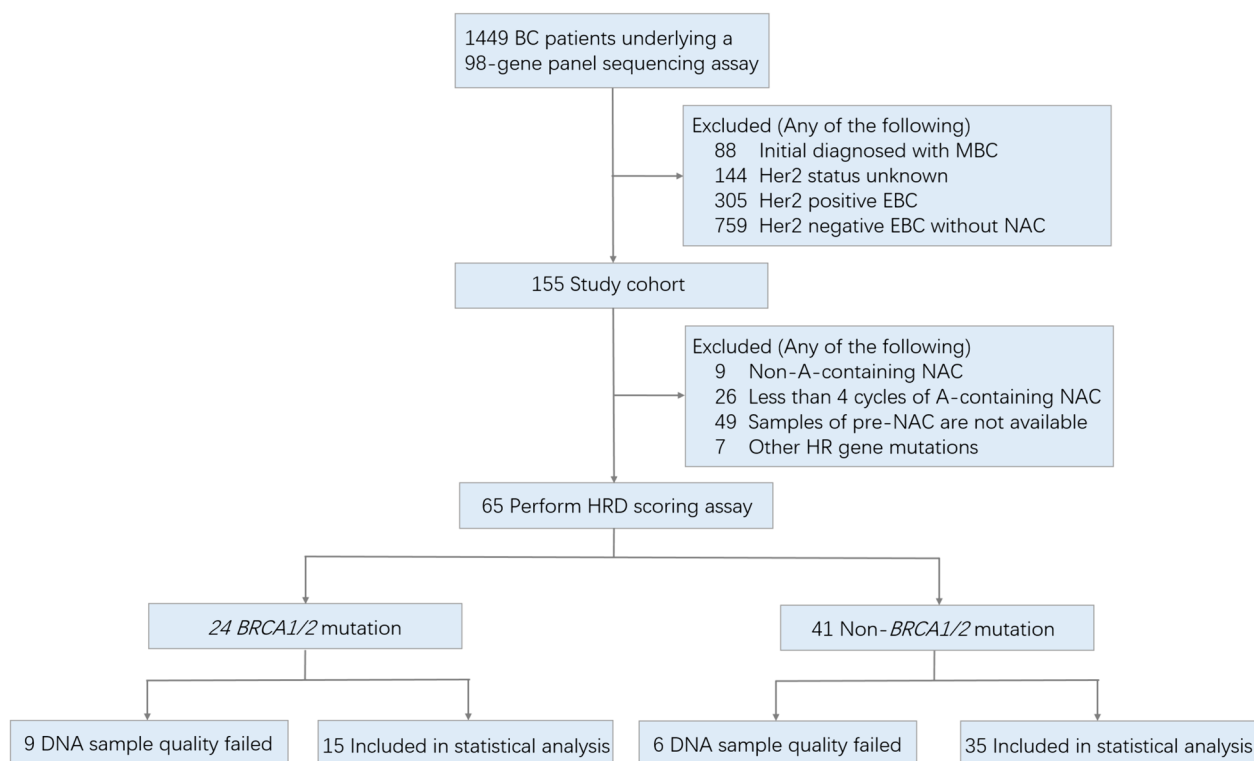 1449 BC patients underlying a
98-gene panel sequencing assay
Excluded (Any of the following)
88 Initial diagnosed with MBC
144 Her2 status unknown
305 Her2 positive EBC
759 Her2 negative EBC without NAC
155 Study cohort
Excluded (Any of the following)
9 Non-A-containing NAC
26 Less than 4 cycles of A-containing NAC
49 Samples of pre-NAC are not available
7 Other HR gene mutations
65 Perform HRD scoring assay
24 BRCA1/2 mutation
41 Non-BRCA1/2 mutation
9 DNA sample quality failed
15 Included in statistical analysis
6 DNA sample quality failed
35 Included in statistical analysis